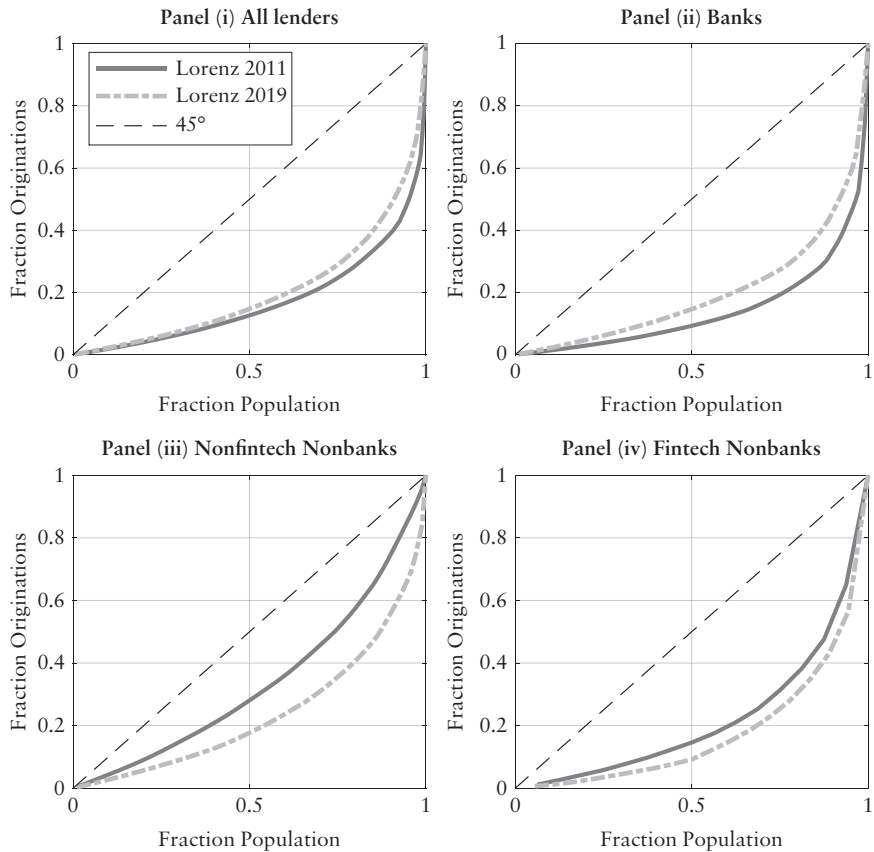 Panel (i) All lenders
1
0.8
0.6
0.4
0.2
0
0
0.5
1
Fraction Originations
Fraction Population
Lorenz 2011
Lorenz 2019
45°
Panel (ii) Banks
1
0.8
0.6
0.4
0.2
0
0
0.5
1
Fraction Originations
Fraction Population
Panel (iii) Nonfintech Nonbanks
1
0.8
0.6
0.4
0.2
0
0
0.5
1
Fraction Originations
Fraction Population
Panel (iv) Fintech Nonbanks
1
0.8
0.6
0.4
0.2
0
0
0.5
1
Fraction Originations
Fraction Population